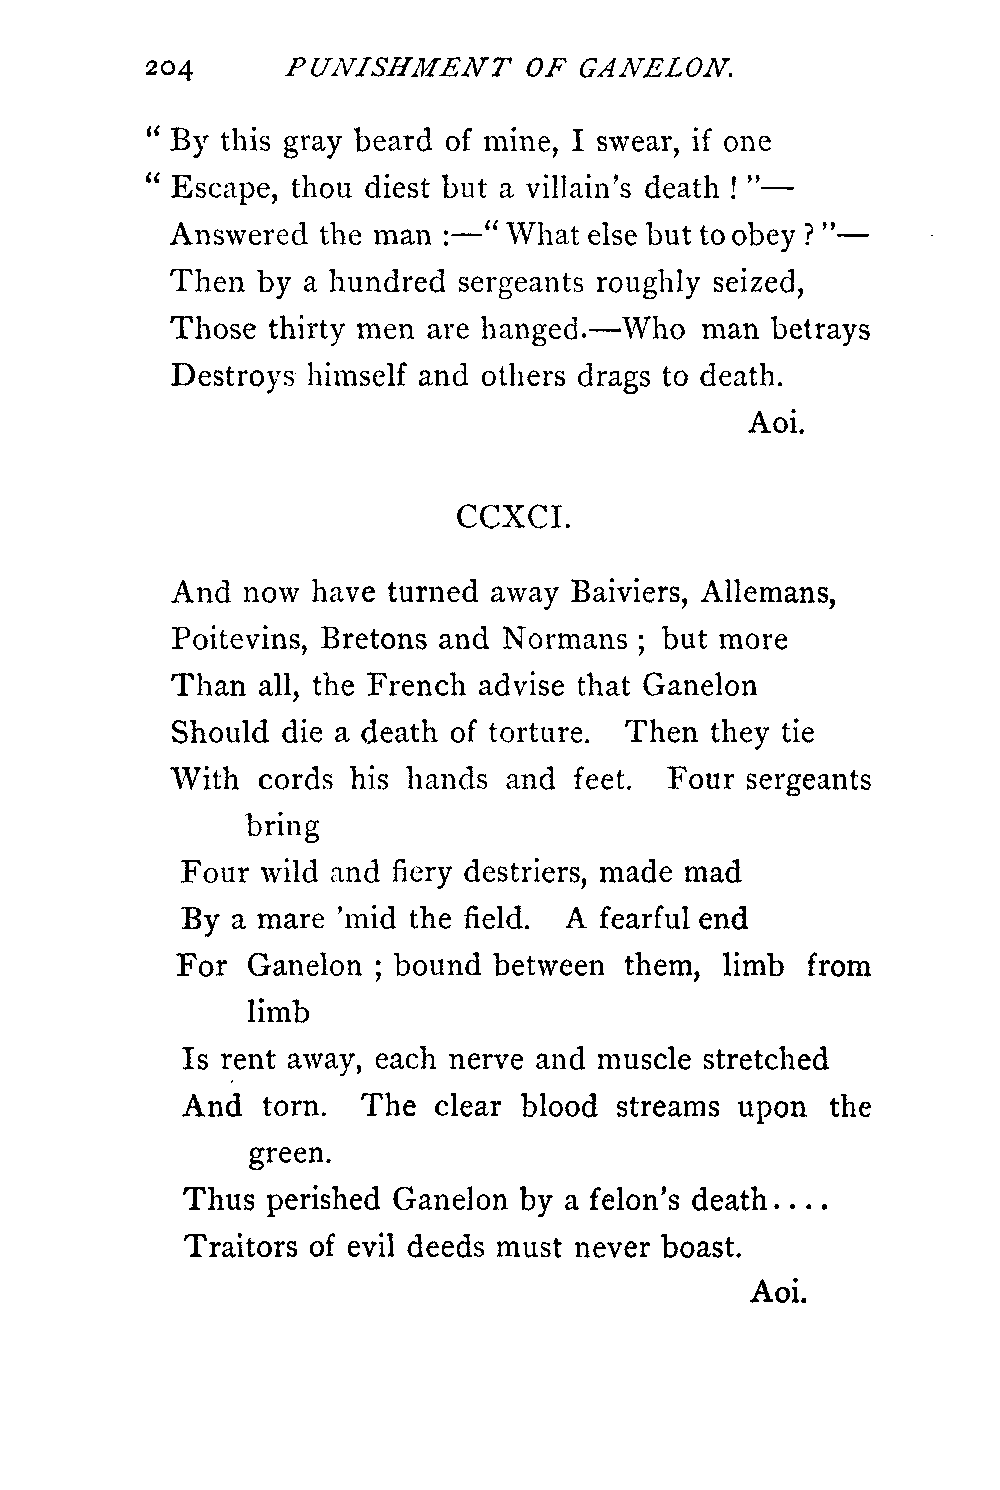 204 PUNISHMENT OF GANELON.
“ By this gray beard of mine, I swear, if one
“ Escape, thou diest but a villain’s death ! ”—
Answered the man :—“ What else but to obey ? ”—
Then by a hundred sergeants roughly seized,
Those thirty men are hanged.—Who man betrays
Destroys himself and others drags to death.
Aoi.
CCXCI.
And now have turned away Baiviers, Allemans,
Poitevins, Bretons and Normans ; but more
Than all, the French advise that Ganelon
Should die a death of torture. Then they tie
With cords his hands and feet. Four sergeants
bring
Four wild and fiery destriers, made mad
By a mare ’mid the field. A fearful end
For Ganelon ; bound between them, limb from
limb
Is rent away, each nerve and muscle stretched
And torn. The clear blood streams upon the
green.
Thus perished Ganelon by a felon’s death....
Traitors of evil deeds must never boast.
Aoi.